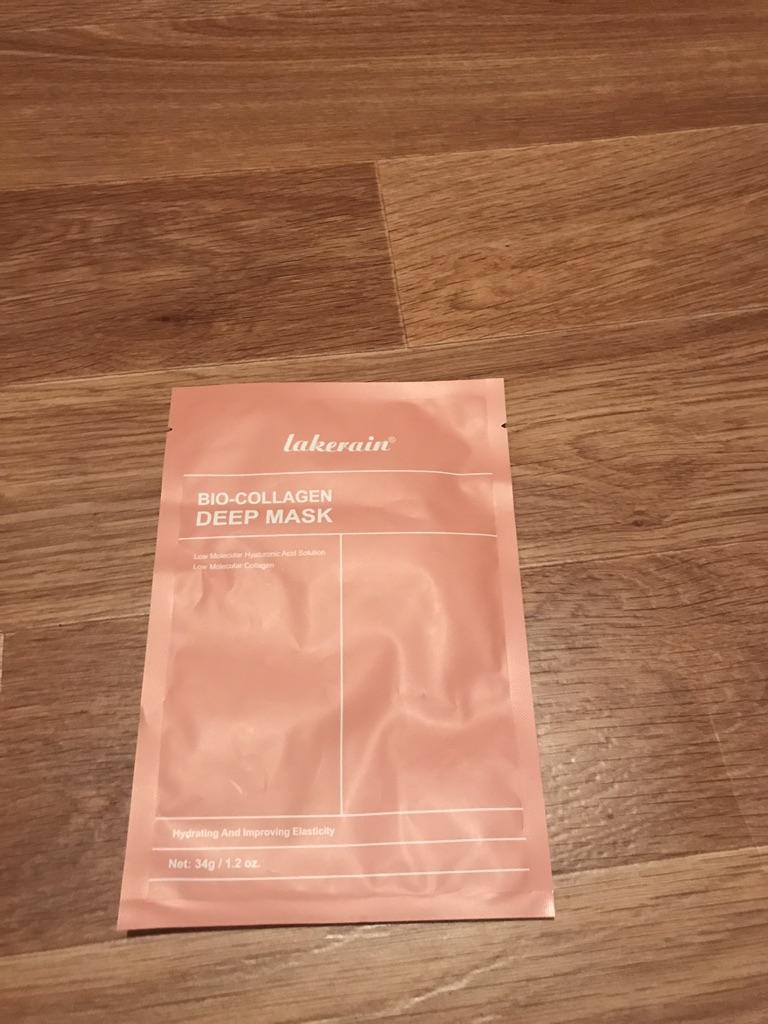 lakerain®
BIO-COLLAGEN
DEEP MASK
Low Molecular Hyaluronic Acid Solution
Low Molecular Collagen
Hydrating And Improving Elasticity
Net: 34g / 1.2 oz.